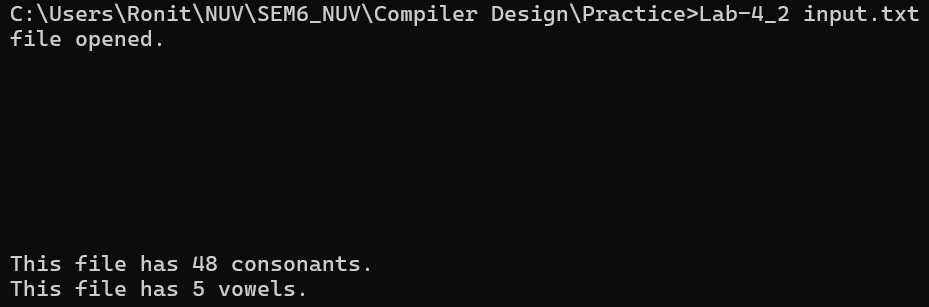 C:\Users\Ronit\NUV\SEM6_NUV\Compiler Design\Practice>Lab-4_2 input.txt
file opened.
This file has 48 consonants.
This file has 5 vowels.